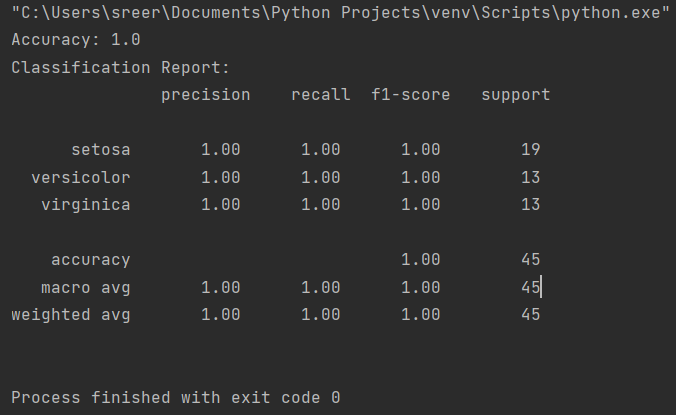 "C:\Users\sreer\Documents\Python Projects\venv\Scripts\python.exe"
Accuracy: 1.0
Classification Report:
precision recall f1-score support
setosa 1.00 1.00 1.00 19
versicolor 1.00 1.00 1.00 13
virginica 1.00 1.00 1.00 13
accuracy 1.00 45
macro avg 1.00 1.00 1.00 45
weighted avg 1.00 1.00 1.00 45
Process finished with exit code 0